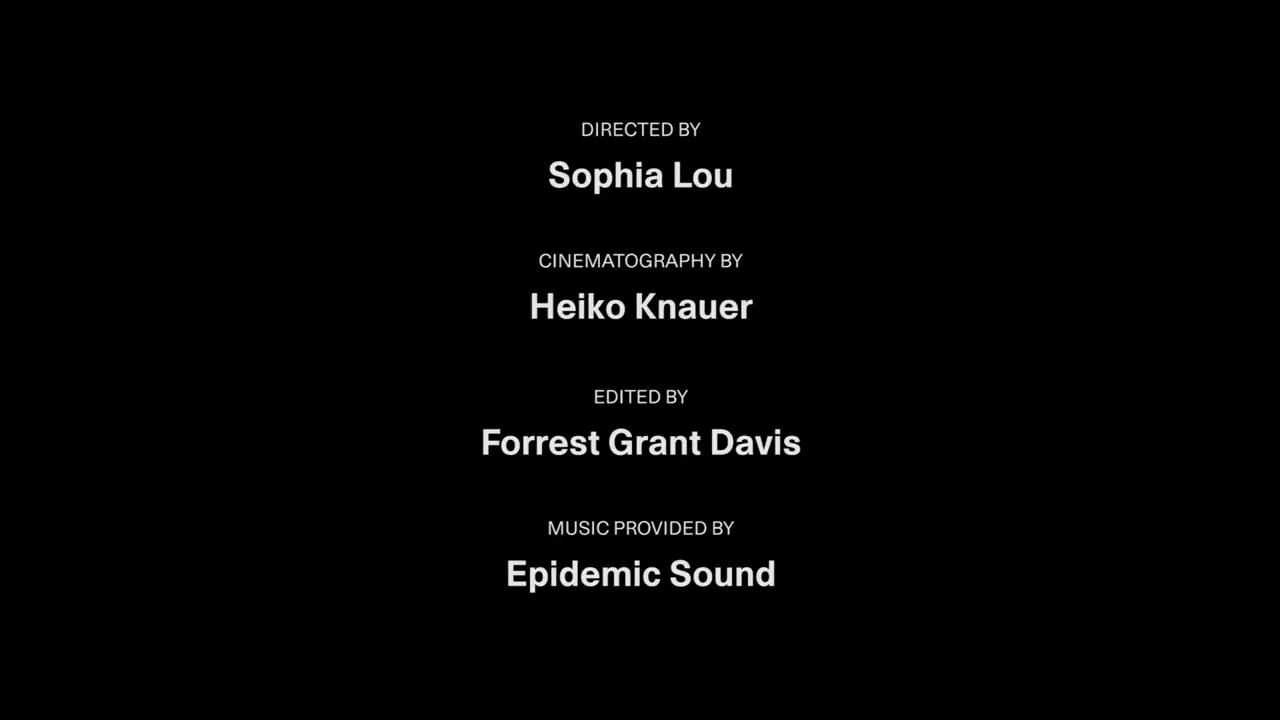 DIRECTED BY
Sophia Lou
CINEMATOGRAPHY BY
Heiko Knauer
EDITED BY
Forrest Grant Davis
MUSIC PROVIDED BY
Epidemic Sound